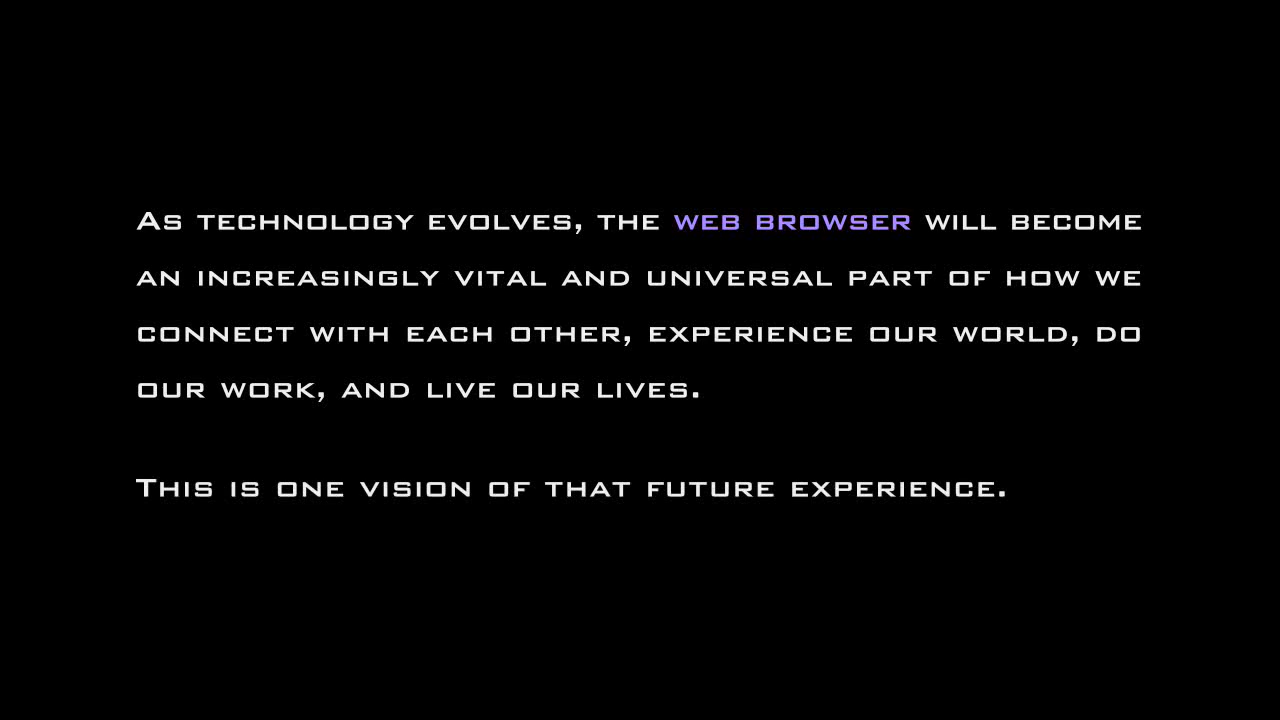 As technology evolves, the web browser will become
an increasingly vital and universal part of how we
connect with each other, experience our world, do
our work, and live our lives.
This is one vision of that future experience.